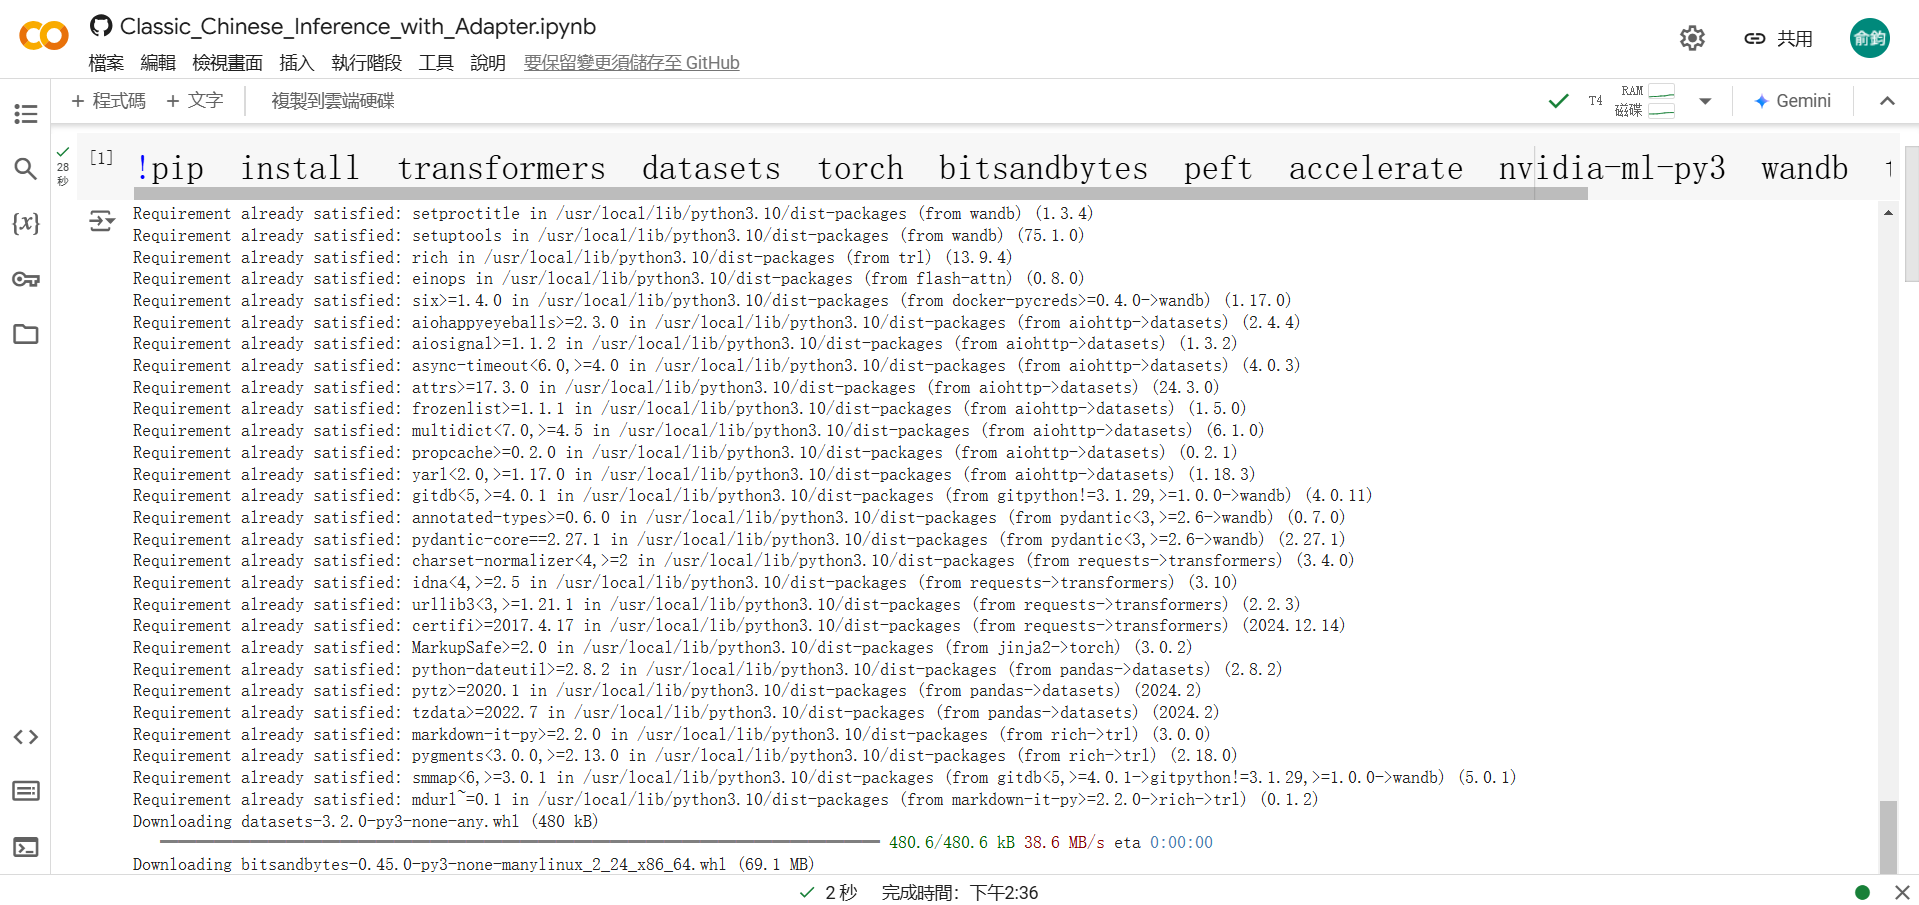 Classic_Chinese_Inference_with_Adapter.ipynb
檔案 編輯 檢視畫面 插入 執行階段 工具 說明 要保留變更須儲存至 GitHub
共用
俞鈞
+ 程式碼 + 文字 複製到雲端硬碟
T4 RAM 磁碟 Gemini
28 秒
[1] !pip install transformers datasets torch bitsandbytes peft accelerate nvidia-ml-py3 wandb t
{x}
Requirement already satisfied: setproctitle in /usr/local/lib/python3.10/dist-packages (from wandb) (1.3.4)
Requirement already satisfied: setuptools in /usr/local/lib/python3.10/dist-packages (from wandb) (75.1.0)
Requirement already satisfied: rich in /usr/local/lib/python3.10/dist-packages (from trl) (13.9.4)
Requirement already satisfied: einops in /usr/local/lib/python3.10/dist-packages (from flash-attn) (0.8.0)
Requirement already satisfied: six>=1.4.0 in /usr/local/lib/python3.10/dist-packages (from docker-pycreds>=0.4.0->wandb) (1.17.0)
Requirement already satisfied: aiohappyeyeballs>=2.3.0 in /usr/local/lib/python3.10/dist-packages (from aiohttp->datasets) (2.4.4)
Requirement already satisfied: aiosignal>=1.1.2 in /usr/local/lib/python3.10/dist-packages (from aiohttp->datasets) (1.3.2)
Requirement already satisfied: async-timeout<6.0,>=4.0 in /usr/local/lib/python3.10/dist-packages (from aiohttp->datasets) (4.0.3)
Requirement already satisfied: attrs>=17.3.0 in /usr/local/lib/python3.10/dist-packages (from aiohttp->datasets) (24.3.0)
Requirement already satisfied: frozenlist>=1.1.1 in /usr/local/lib/python3.10/dist-packages (from aiohttp->datasets) (1.5.0)
Requirement already satisfied: multidict<7.0,>=4.5 in /usr/local/lib/python3.10/dist-packages (from aiohttp->datasets) (6.1.0)
Requirement already satisfied: propcache>=0.2.0 in /usr/local/lib/python3.10/dist-packages (from aiohttp->datasets) (0.2.1)
Requirement already satisfied: yarl<2.0,>=1.17.0 in /usr/local/lib/python3.10/dist-packages (from aiohttp->datasets) (1.18.3)
Requirement already satisfied: gitdb<5,>=4.0.1 in /usr/local/lib/python3.10/dist-packages (from gitpython!=3.1.29,>=1.0.0->wandb) (4.0.11)
Requirement already satisfied: annotated-types>=0.6.0 in /usr/local/lib/python3.10/dist-packages (from pydantic<3,>=2.6->wandb) (0.7.0)
Requirement already satisfied: pydantic-core==2.27.1 in /usr/local/lib/python3.10/dist-packages (from pydantic<3,>=2.6->wandb) (2.27.1)
Requirement already satisfied: charset-normalizer<4,>=2 in /usr/local/lib/python3.10/dist-packages (from requests->transformers) (3.4.0)
Requirement already satisfied: idna<4,>=2.5 in /usr/local/lib/python3.10/dist-packages (from requests->transformers) (3.10)
Requirement already satisfied: urllib3<3,>=1.21.1 in /usr/local/lib/python3.10/dist-packages (from requests->transformers) (2.2.3)
Requirement already satisfied: certifi>=2017.4.17 in /usr/local/lib/python3.10/dist-packages (from requests->transformers) (2024.12.14)
Requirement already satisfied: MarkupSafe>=2.0 in /usr/local/lib/python3.10/dist-packages (from jinja2->torch) (3.0.2)
Requirement already satisfied: python-dateutil>=2.8.2 in /usr/local/lib/python3.10/dist-packages (from pandas->datasets) (2.8.2)
Requirement already satisfied: pytz>=2020.1 in /usr/local/lib/python3.10/dist-packages (from pandas->datasets) (2024.2)
Requirement already satisfied: tzdata>=2022.7 in /usr/local/lib/python3.10/dist-packages (from pandas->datasets) (2024.2)
Requirement already satisfied: markdown-it-py>=2.2.0 in /usr/local/lib/python3.10/dist-packages (from rich->trl) (3.0.0)
Requirement already satisfied: pygments<3.0.0,>=2.13.0 in /usr/local/lib/python3.10/dist-packages (from rich->trl) (2.18.0)
Requirement already satisfied: smmap<6,>=3.0.1 in /usr/local/lib/python3.10/dist-packages (from gitdb<5,>=4.0.1->gitpython!=3.1.29,>=1.0.0->wandb) (5.0.1)
Requirement already satisfied: mdurl~=0.1 in /usr/local/lib/python3.10/dist-packages (from markdown-it-py>=2.2.0->rich->trl) (0.1.2)
Downloading datasets-3.2.0-py3-none-any.whl (480 kB)
480.6/480.6 kB 38.6 MB/s eta 0:00:00
Downloading bitsandbytes-0.45.0-py3-none-manylinux_2_24_x86_64.whl (69.1 MB)
2 秒 完成時間：下午2:36